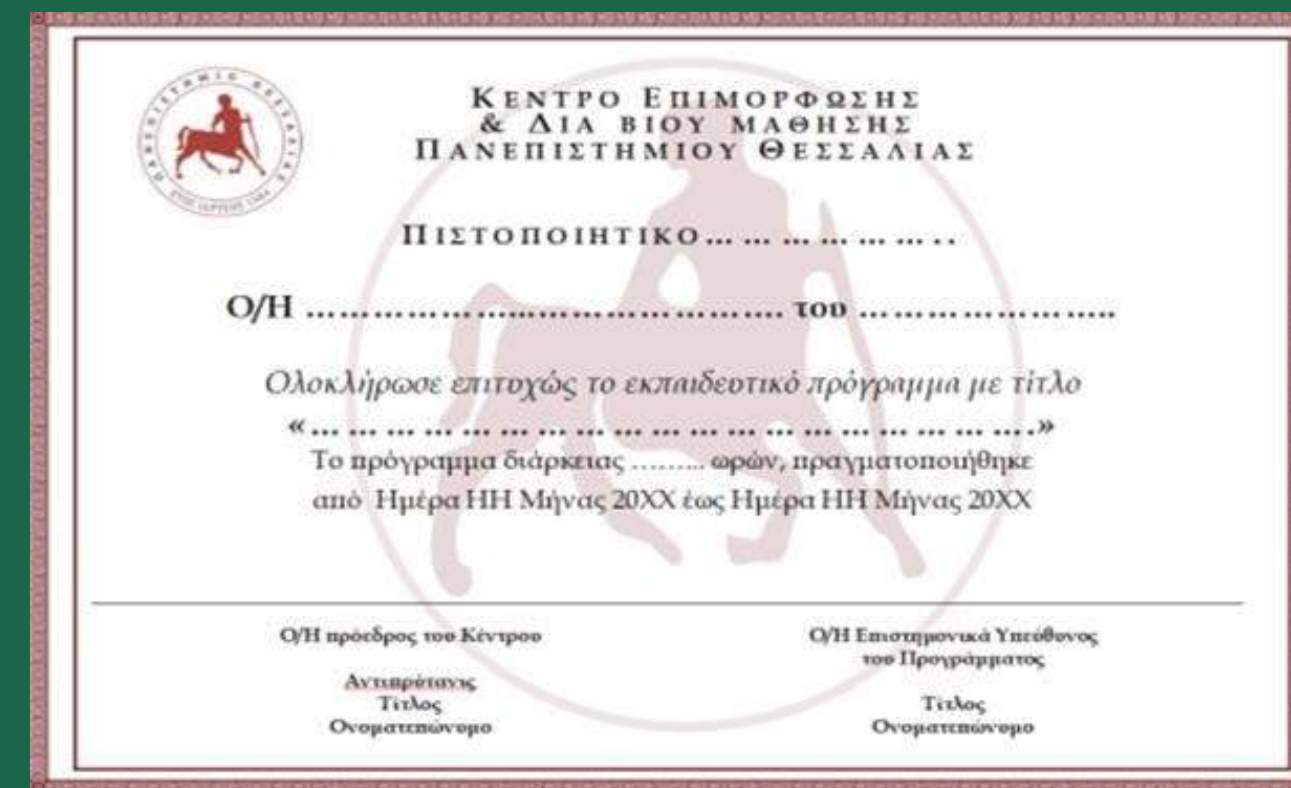 ΠΑΝΕΠΙΣΤΗΜΙΟ ΘΕΣΣΑΛΙΑΣ
ΚΕΝΤΡΟ ΕΠΙΜΟΡΦΩΣΗΣ
& ΔΙΑ ΒΙΟΥ ΜΑΘΗΣΗΣ
ΠΑΝΕΠΙΣΤΗΜΙΟΥ ΘΕΣΣΑΛΙΑΣ
ΠΙΣΤΟΠΟΙΗΤΙΚΟ… … … … … … . .
Ο/Η ……………………………………… του …………………..
Ολοκλήρωσε επιτυχώς το εκπαιδευτικό πρόγραμμα με τίτλο
«… … … … … … … … … … … … … … … … … … ….»
Το πρόγραμμα διάρκειας ……... ωρών, πραγματοποιήθηκε
από Ημέρα ΗΗ Μήνας 20ΧΧ έως Ημέρα ΗΗ Μήνας 20ΧΧ
Ο/Η πρόεδρος του Κέντρου
Αντιπρύτανις
Τίτλος
Ονοματεπώνυμο
Ο/Η Επιστημονικά Υπεύθυνος
του Προγράμματος
Τίτλος
Ονοματεπώνυμο